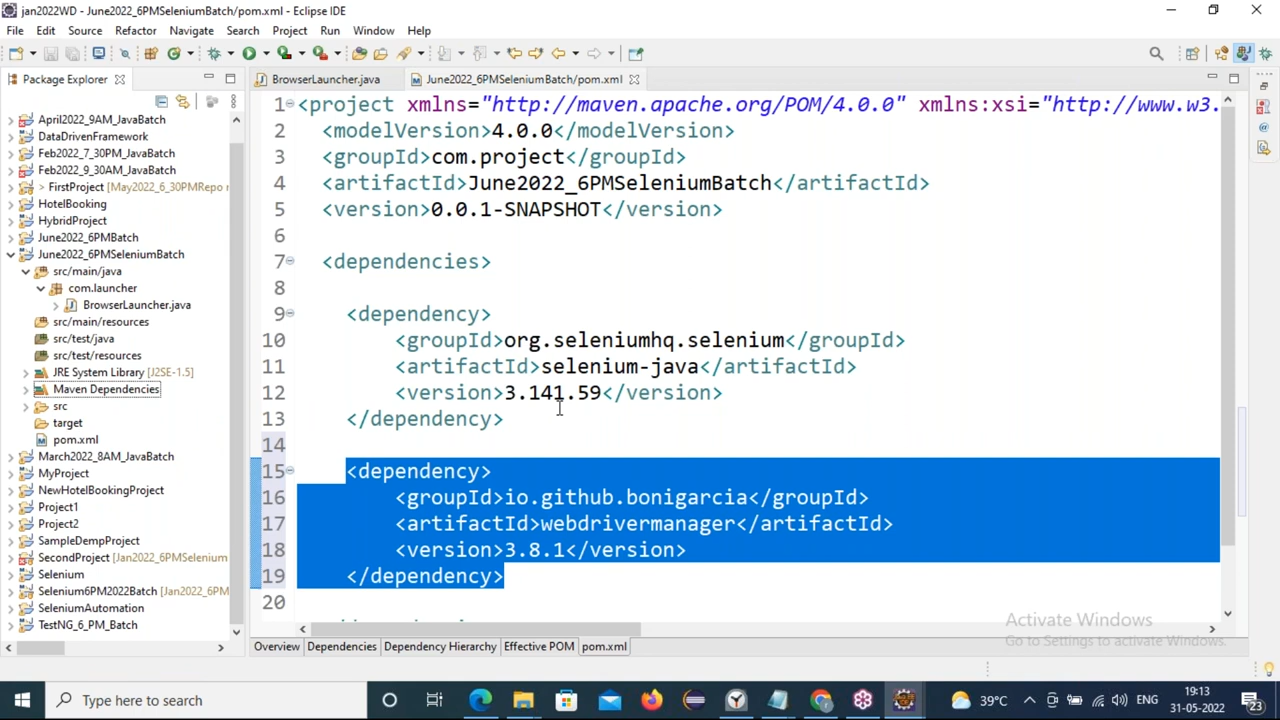 jan2022WD - June2022_6PMSeleniumBatch/pom.xml - Eclipse IDE
File Edit Source Refactor Navigate Search Project Run Window Help
Package Explorer
BrowserLauncher.java
June2022_6PMSeleniumBatch/pom.xml
April2022_9AM_JavaBatch
DataDrivenFramework
Feb2022_7_30PM_JavaBatch
Feb2022_9_30AM_JavaBatch
> FirstProject [May2022_6_30PMRepo r
HotelBooking
HybridProject
June2022_6PMBatch
June2022_6PMSeleniumBatch
src/main/java
com.launcher
BrowserLauncher.java
src/main/resources
src/test/java
src/test/resources
JRE System Library [J2SE-1.5]
Maven Dependencies
src
target
pom.xml
March2022_8AM_JavaBatch
MyProject
NewHotelBookingProject
Project1
Project2
SampleDempProject
SecondProject [Jan2022_6PMSelenium
Selenium
Selenium6PM2022Batch [Jan2022_6PM
SeleniumAutomation
TestNG_6_PM_Batch
1 <project xmlns="http://maven.apache.org/POM/4.0.0" xmlns:xsi="http://www.w3.
2 <modelVersion>4.0.0</modelVersion>
3 <groupId>com.project</groupId>
4 <artifactId>June2022_6PMSeleniumBatch</artifactId>
5 <version>0.0.1-SNAPSHOT</version>
6
7 <dependencies>
8
9 <dependency>
10 <groupId>org.seleniumhq.selenium</groupId>
11 <artifactId>selenium-java</artifactId>
12 <version>3.141.59</version>
13 </dependency>
14
15 <dependency>
16 <groupId>io.github.bonigarcia</groupId>
17 <artifactId>webdrivermanager</artifactId>
18 <version>3.8.1</version>
19 </dependency>
20
Activate Windows
Go to Settings to activate Windows.
Overview Dependencies Dependency Hierarchy Effective POM pom.xml
Type here to search
39°C
ENG
19:13
31-05-2022
23